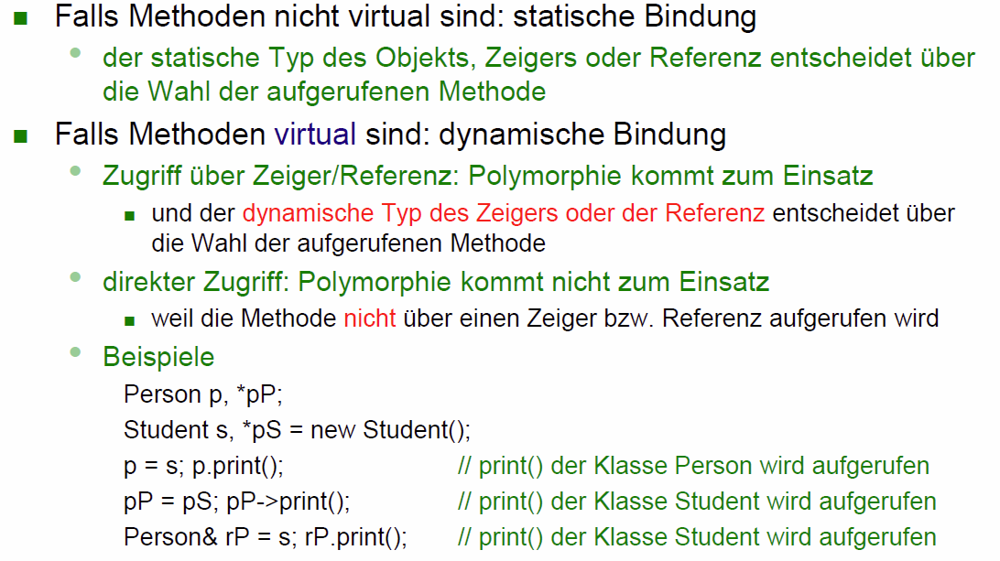 Falls Methoden nicht virtual sind: statische Bindung
der statische Typ des Objekts, Zeigers oder Referenz entscheidet über
die Wahl der aufgerufenen Methode
Falls Methoden virtual sind: dynamische Bindung
Zugriff über Zeiger/Referenz: Polymorphie kommt zum Einsatz
und der dynamische Typ des Zeigers oder der Referenz entscheidet über
die Wahl der aufgerufenen Methode
direkter Zugriff: Polymorphie kommt nicht zum Einsatz
weil die Methode nicht über einen Zeiger bzw. Referenz aufgerufen wird
Beispiele
Person p, *pP;
Student s, *pS = new Student();
p = s; p.print(); // print() der Klasse Person wird aufgerufen
pP = pS; pP->print(); // print() der Klasse Student wird aufgerufen
Person& rP = s; rP.print(); // print() der Klasse Student wird aufgerufen